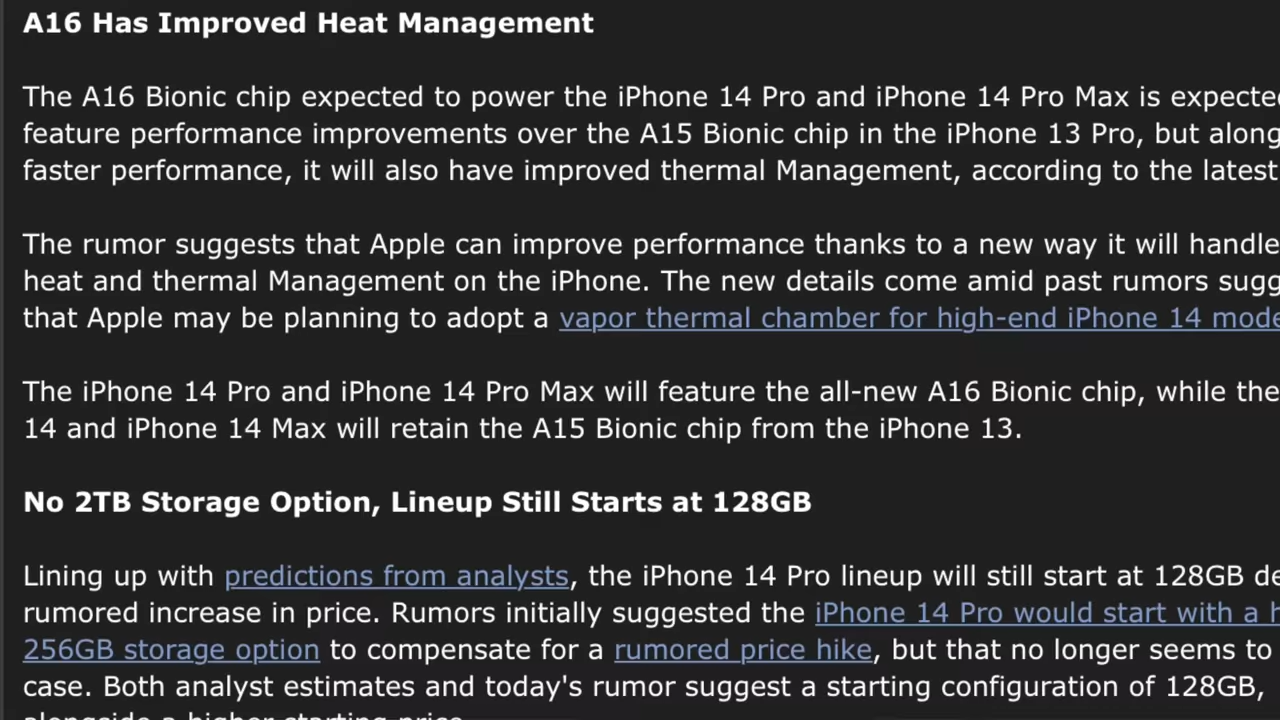 A16 Has Improved Heat Management
The A16 Bionic chip expected to power the iPhone 14 Pro and iPhone 14 Pro Max is
feature performance improvements over the A15 Bionic chip in the iPhone 13 Pro, but
faster performance, it will also have improved thermal Management, according to the latest
The rumor suggests that Apple can improve performance thanks to a new way it will handle
heat and thermal Management on the iPhone. The new details come amid past rumors
that Apple may be planning to adopt a vapor thermal chamber for high-end iPhone 14
The iPhone 14 Pro and iPhone 14 Pro Max will feature the all-new A16 Bionic chip, while the
14 and iPhone 14 Max will retain the A15 Bionic chip from the iPhone 13.
No 2TB Storage Option, Lineup Still Starts at 128GB
Lining up with predictions from analysts, the iPhone 14 Pro lineup will still start at 128GB
rumored increase in price. Rumors initially suggested the iPhone 14 Pro would start with a
256GB storage option to compensate for a rumored price hike, but that no longer seems to
case. Both analyst estimates and today's rumor suggest a starting configuration of 128GB,
alongside a higher starting price.